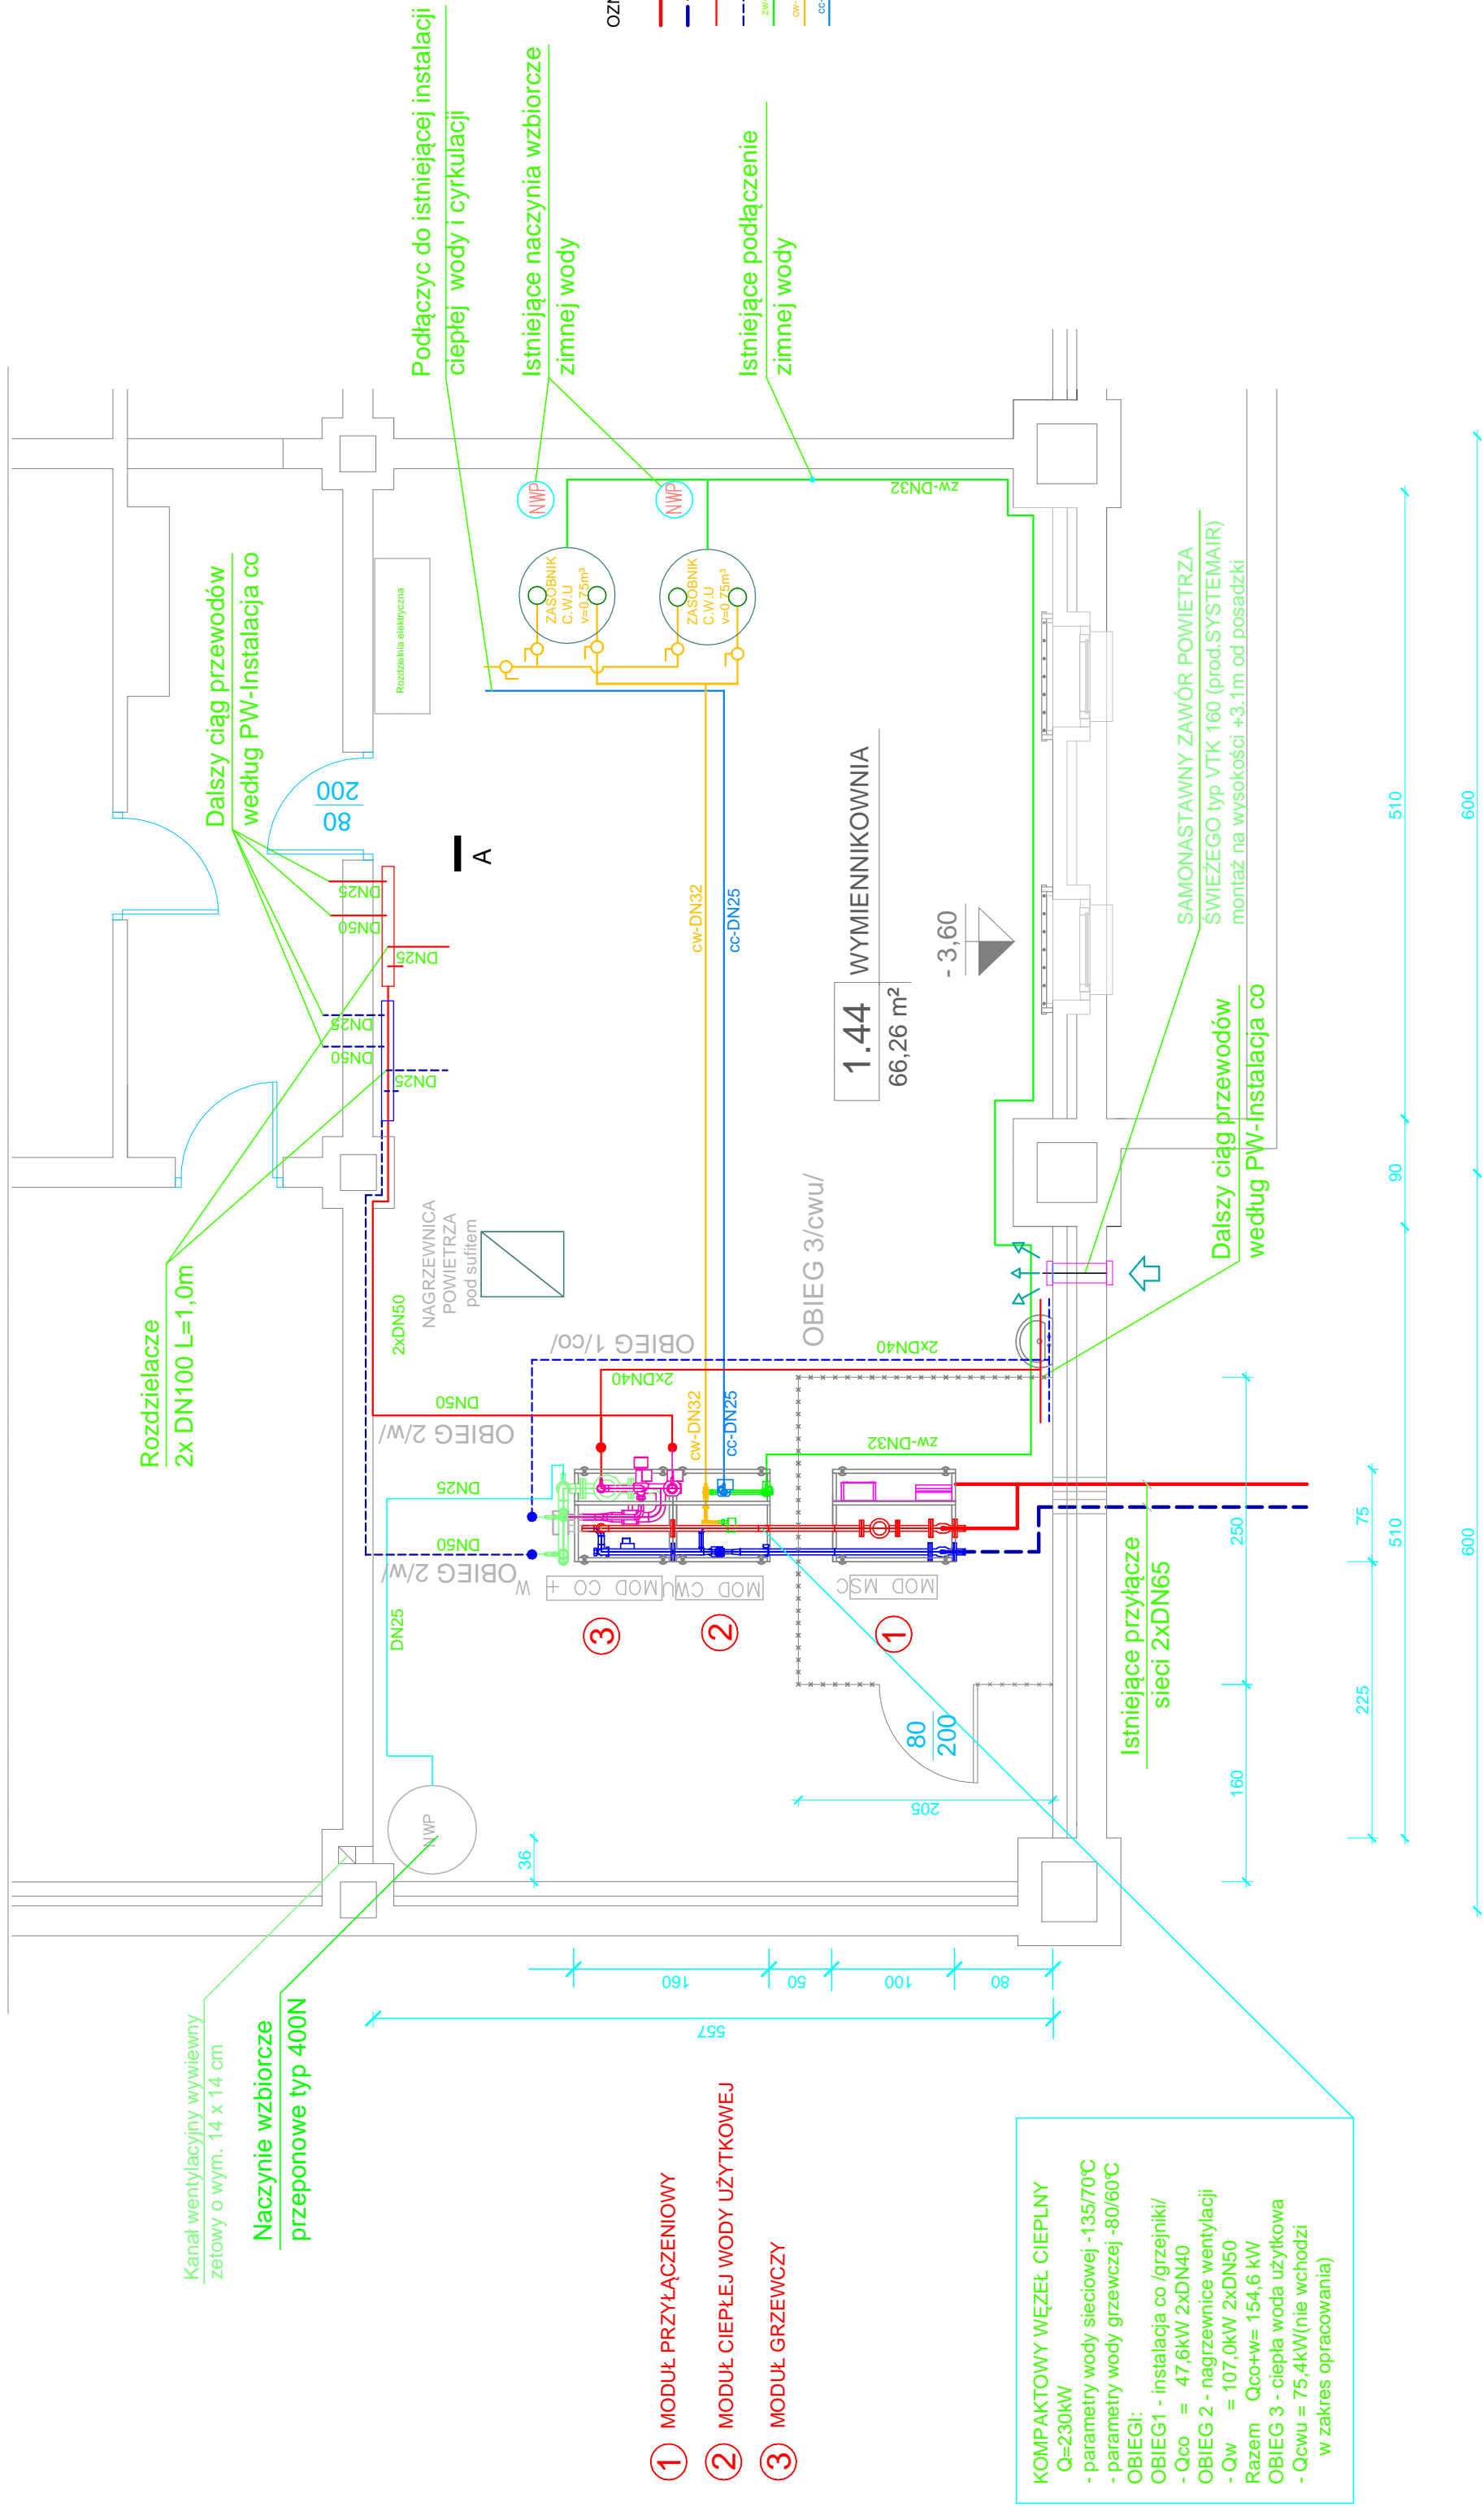 Kanał wentylacyjny wywiewny
zetowy o wym. 14 x 14 cm
Naczynie wzbiorcze
przeponowe typ 400N
Rozdzielacze
2x DN100 L=1,0m
Dalszy ciąg przewodów
według PW-Instalacja co
Podłączyc do istniejącej instalacji
ciepłej wody i cyrkulacji
Istniejące naczynia wzbiorcze
zimnej wody
Istniejące podłączenie
zimnej wody
OZN
zw-
cw-
cc-
Rozdzielnia elektryczna
80
200
A
DN25
DN50
DN25
DN25
DN50
DN25
NWP
NWP
ZASOBNIK
C.W.U
v=0,75m³
ZASOBNIK
C.W.U
v=0,75m³
zw-DN32
cw-DN32
cc-DN25
1.44 WYMIENNIKOWNIA
66,26 m²
- 3,60
NAGRZEWNICA
POWIETRZA
pod sufitem
2xDN50
OBIEG 1/co/
OBIEG 3/cwu/
OBIEG 2/w/
DN50
2xDN40
2xDN40
cw-DN32
cc-DN25
zw-DN32
DN25
DN50
OBIEG 2/w/
DN25
NWP
MOD CO +
W
MOD CWU
MOD MSC
3
2
1
80
200
SAMONASTAWNY ZAWÓR POWIETRZA
ŚWIEŻEGO typ VTK 160 (prod.SYSTEMAIR)
montaż na wysokości +3.1m od posadzki
Dalszy ciąg przewodów
według PW-Instalacja co
Istniejące przyłącze
sieci 2xDN65
36
205
160
250
225
75
510
90
510
600
600
160
50
100
80
557
1 MODUŁ PRZYŁĄCZENIOWY
2 MODUŁ CIEPŁEJ WODY UŻYTKOWEJ
3 MODUŁ GRZEWCZY
KOMPAKTOWY WĘZEŁ CIEPLNY
Q=230kW
- parametry wody sieciowej -135/70°C
- parametry wody grzewczej -80/60°C
OBIEGI:
OBIEG1 - instalacja co /grzejniki/
- Qco = 47,6kW 2xDN40
OBIEG 2 - nagrzewnice wentylacji
- Qw = 107,0kW 2xDN50
Razem Qco+w= 154,6 kW
OBIEG 3 - ciepła woda użytkowa
- Qcwu = 75,4kW(nie wchodzi
w zakres opracowania)